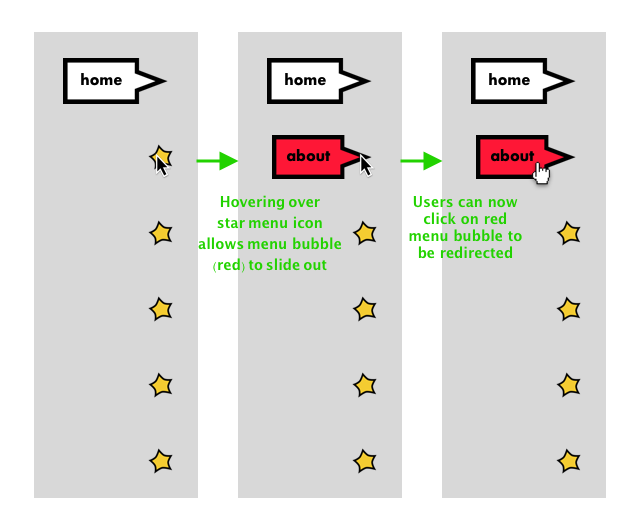 home
home
about
home
about
Hovering over
star menu icon
allows menu bubble
(red) to slide out
Users can now
click on red
menu bubble to
be redirected